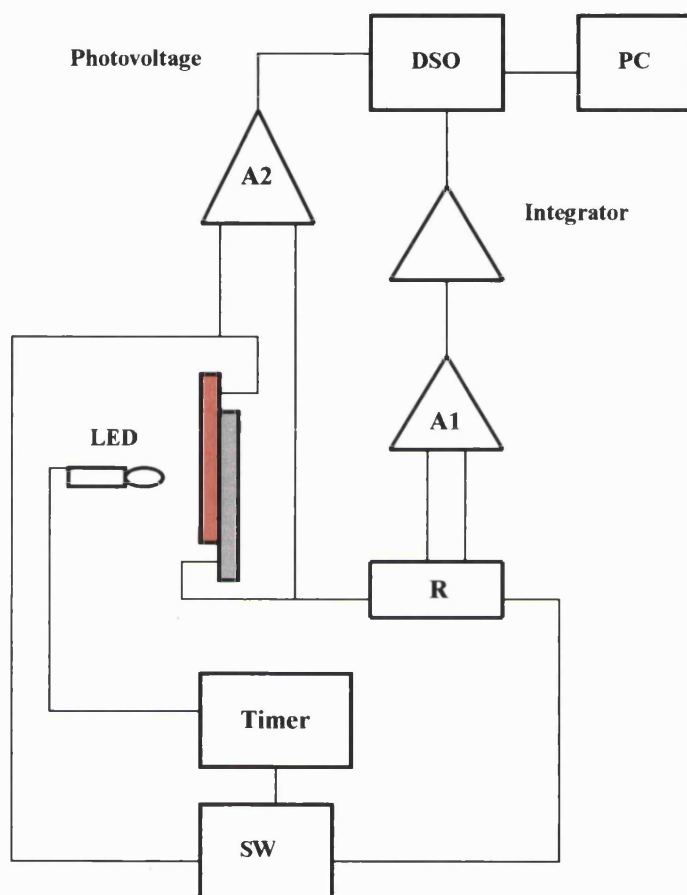 Photovoltage
DSO
PC
A2
Integrator
A1
LED
R
Timer
SW